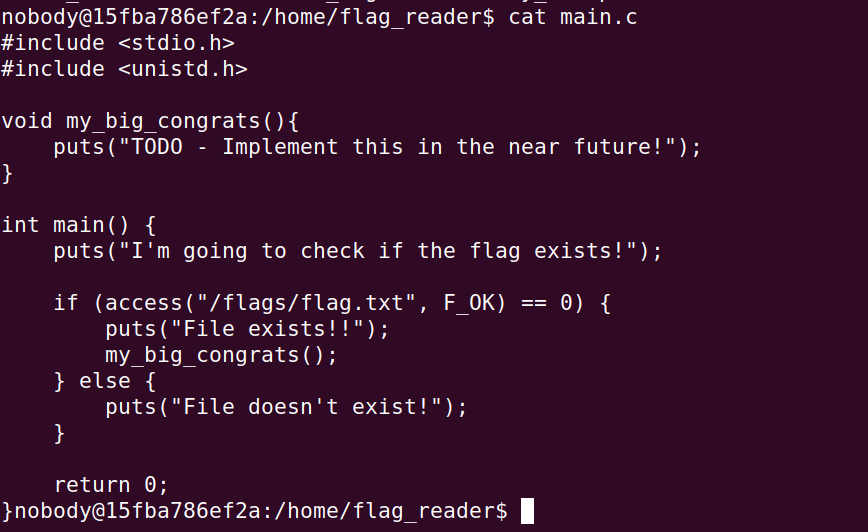 nobody@15fba786ef2a:/home/flag_reader$ cat main.c
#include <stdio.h>
#include <unistd.h>
void my_big_congrats(){
    puts("TODO - Implement this in the near future!");
}
int main() {
    puts("I'm going to check if the flag exists!");
    if (access("/flags/flag.txt", F_OK) == 0) {
        puts("File exists!!");
        my_big_congrats();
    } else {
        puts("File doesn't exist!");
    }
    return 0;
}nobody@15fba786ef2a:/home/flag_reader$